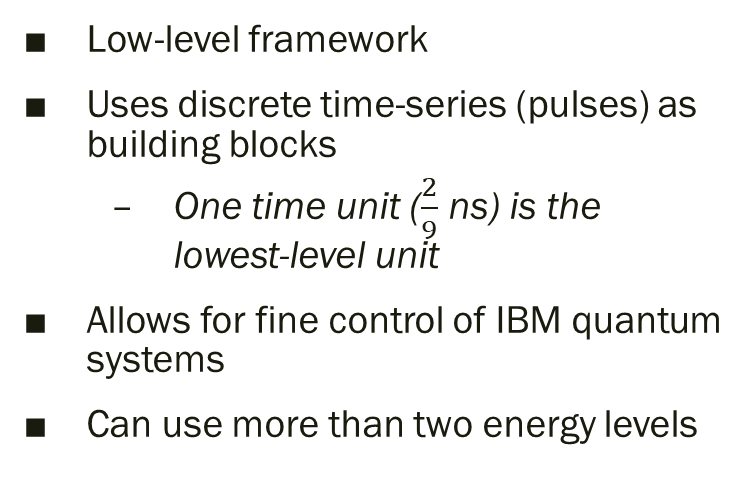 ■ Low-level framework
■ Uses discrete time-series (pulses) as
building blocks
– One time unit (2/9 ns) is the
lowest-level unit
■ Allows for fine control of IBM quantum
systems
■ Can use more than two energy levels